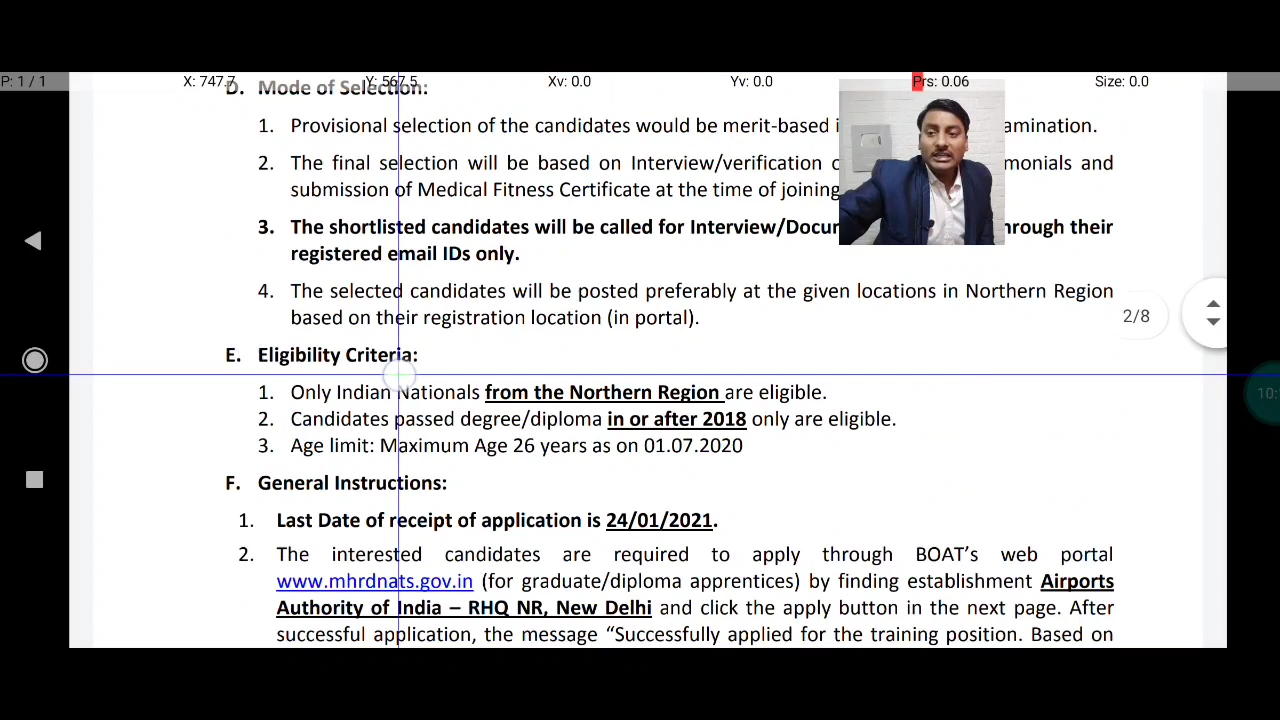 P: 1 / 1 X: 747.7 Y: 567.5 Xv: 0.0 Yv: 0.0 Prs: 0.06 Size: 0.0
D. Mode of Selection:
1. Provisional selection of the candidates would be merit-based amination.
2. The final selection will be based on Interview/verification monials and
submission of Medical Fitness Certificate at the time of joining
3. The shortlisted candidates will be called for Interview/Docu hrough their
registered email IDs only.
4. The selected candidates will be posted preferably at the given locations in Northern Region
based on their registration location (in portal).
2/8
E. Eligibility Criteria:
1. Only Indian Nationals from the Northern Region are eligible.
10:
2. Candidates passed degree/diploma in or after 2018 only are eligible.
3. Age limit: Maximum Age 26 years as on 01.07.2020
F. General Instructions:
1. Last Date of receipt of application is 24/01/2021.
2. The interested candidates are required to apply through BOAT’s web portal
www.mhrdnats.gov.in (for graduate/diploma apprentices) by finding establishment Airports
Authority of India – RHQ NR, New Delhi and click the apply button in the next page. After
successful application, the message “Successfully applied for the training position. Based on